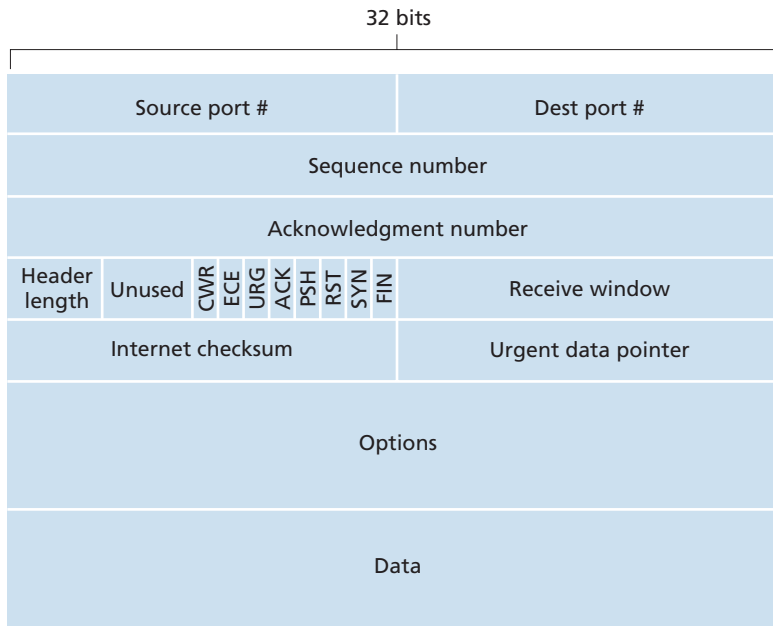 32 bits
Source port #
Dest port #
Sequence number
Acknowledgment number
Header
length
Unused
CWR
ECE
URG
ACK
PSH
RST
SYN
FIN
Receive window
Internet checksum
Urgent data pointer
Options
Data